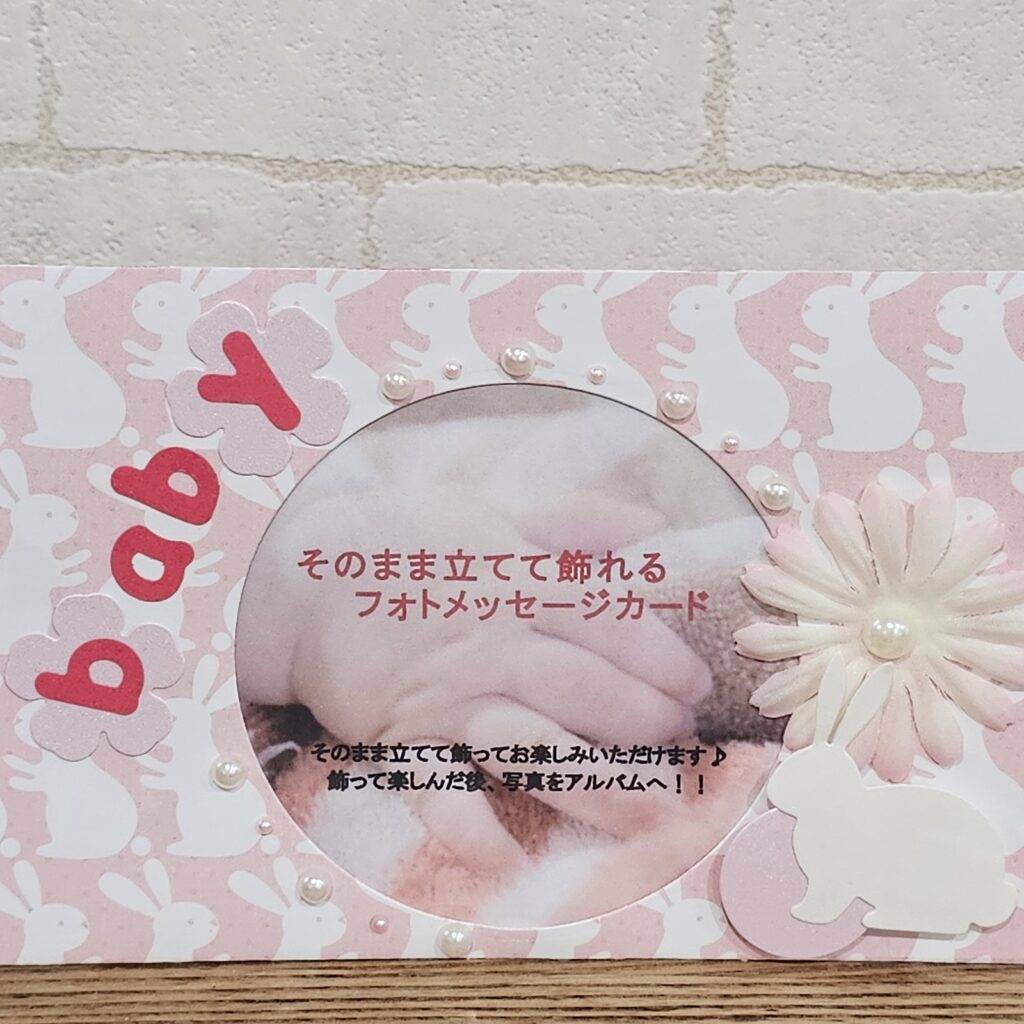 baby
そのまま立てて飾れる
フォトメッセージカード
そのまま立てて飾ってお楽しみいただけます♪
飾って楽しんだ後、写真をアルバムへ！！